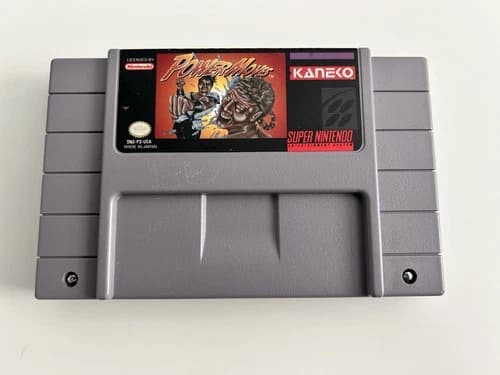 LICENSED BY
Nintendo
POWER MOVES
KANEKO
SNS-P3-USA
MADE IN JAPAN
SUPER NINTENDO
ENTERTAINMENT SYSTEM